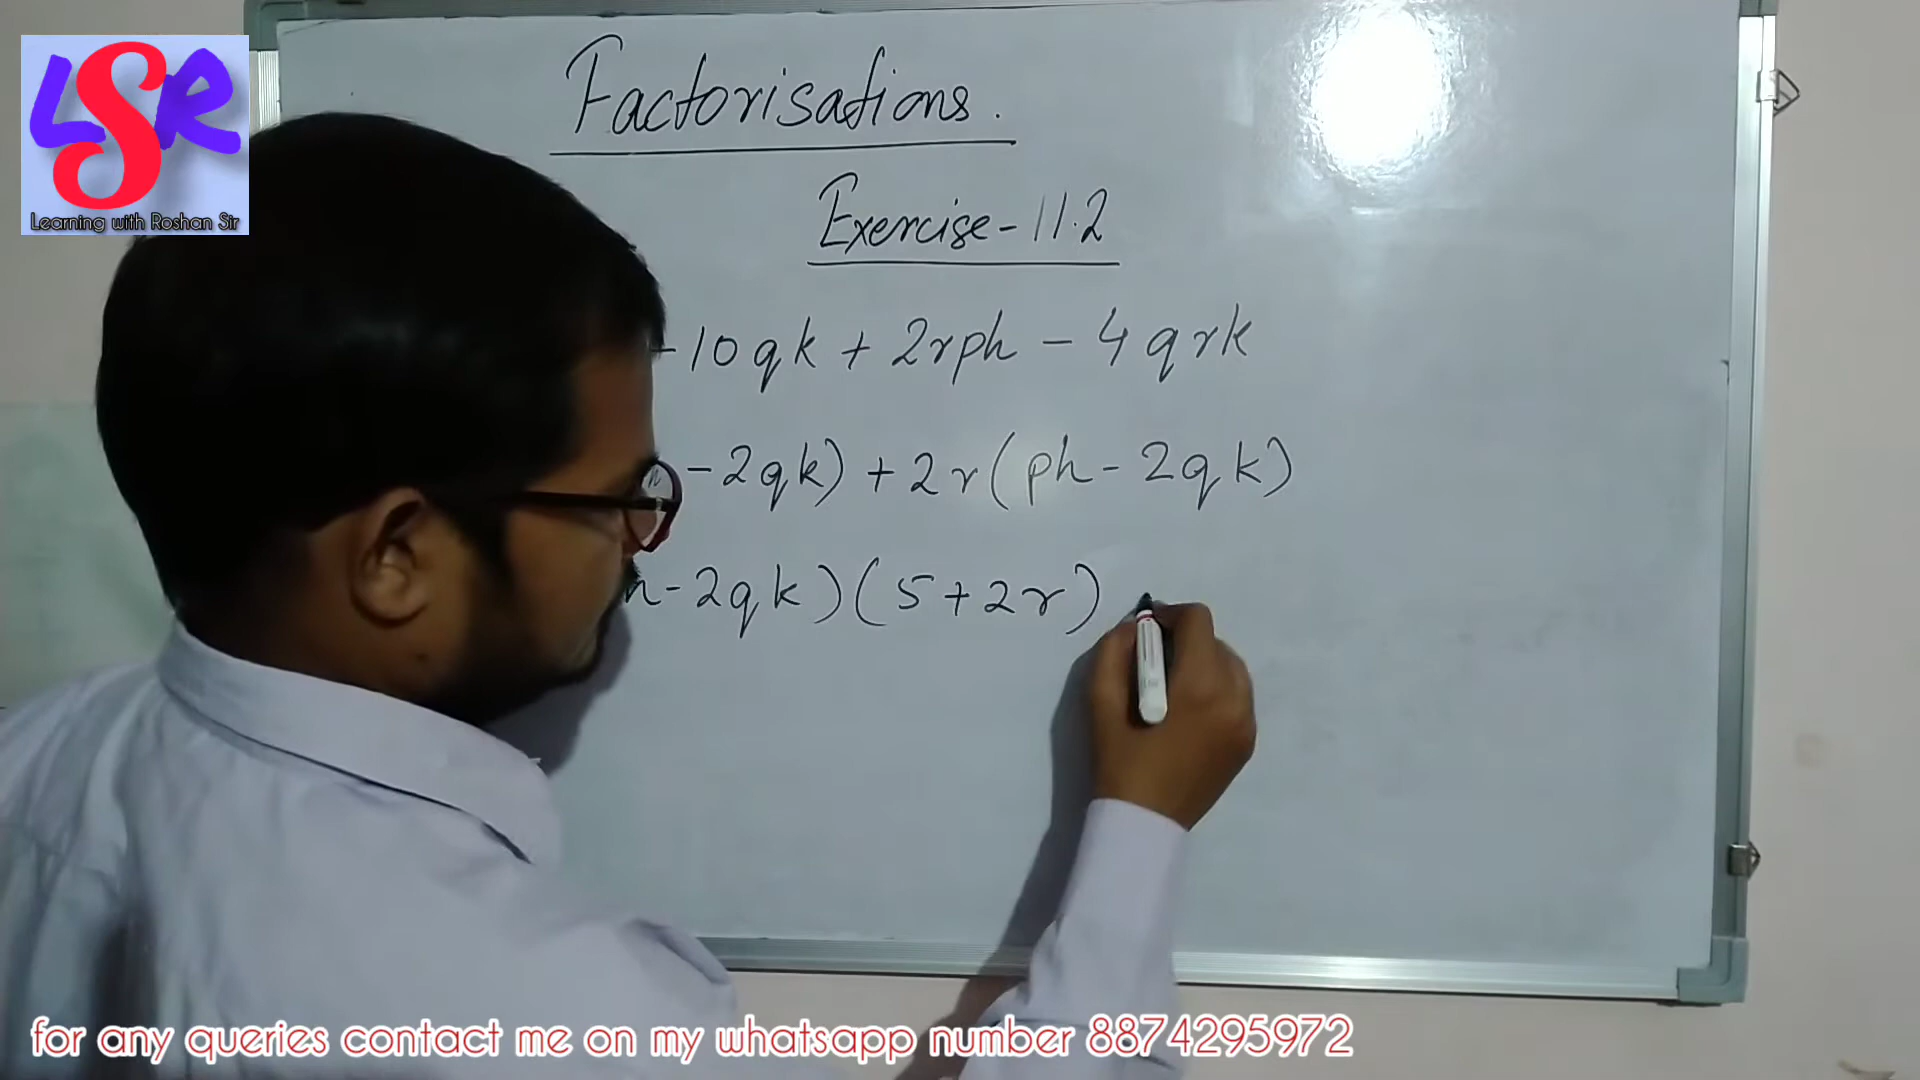 LSR
Learning with Roshan Sir
Factorisations.
Exercise-11.2
-10qk + 2rph - 4qrk
-2qk) + 2r(ph - 2qk)
h-2qk)(5+2r)
for any queries contact me on my whatsapp number 8874295972